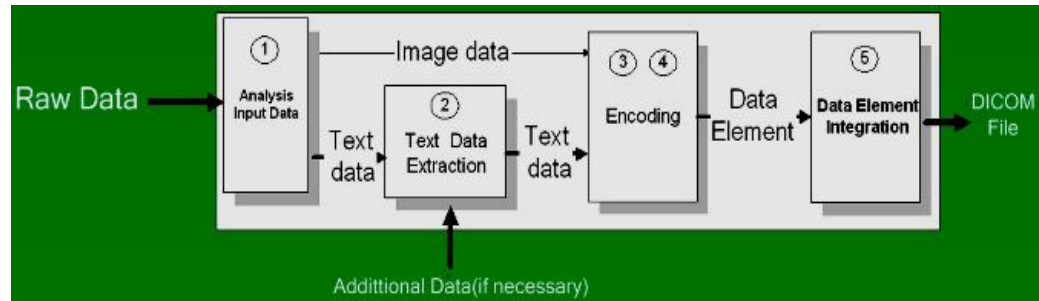 Raw Data
1
Analysis
Input Data
Image data
Text
data
2
Text Data
Extraction
Text
data
3 4
Encoding
Data
Element
5
Data Element
Integration
DICOM
File
Addittional Data(if necessary)